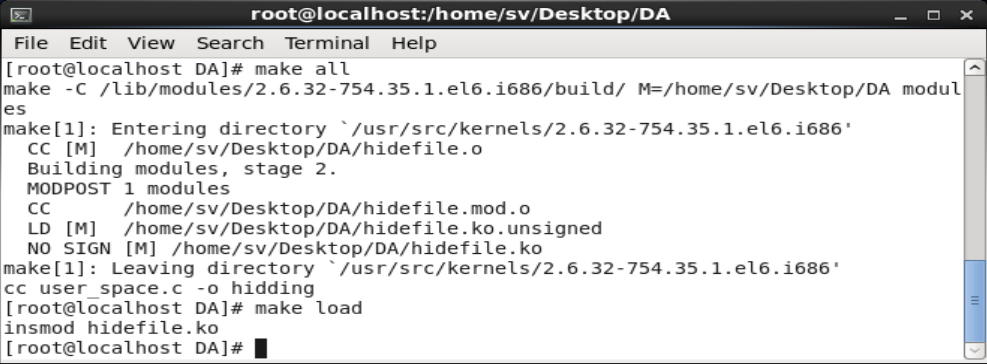 root@localhost:/home/sv/Desktop/DA
File Edit View Search Terminal Help
[root@localhost DA]# make all
make -C /lib/modules/2.6.32-754.35.1.el6.i686/build/ M=/home/sv/Desktop/DA modul
es
make[1]: Entering directory `/usr/src/kernels/2.6.32-754.35.1.el6.i686'
  CC [M]  /home/sv/Desktop/DA/hidefile.o
  Building modules, stage 2.
  MODPOST 1 modules
  CC      /home/sv/Desktop/DA/hidefile.mod.o
  LD [M]  /home/sv/Desktop/DA/hidefile.ko.unsigned
  NO SIGN [M] /home/sv/Desktop/DA/hidefile.ko
make[1]: Leaving directory `/usr/src/kernels/2.6.32-754.35.1.el6.i686'
cc user_space.c -o hidding
[root@localhost DA]# make load
insmod hidefile.ko
[root@localhost DA]#